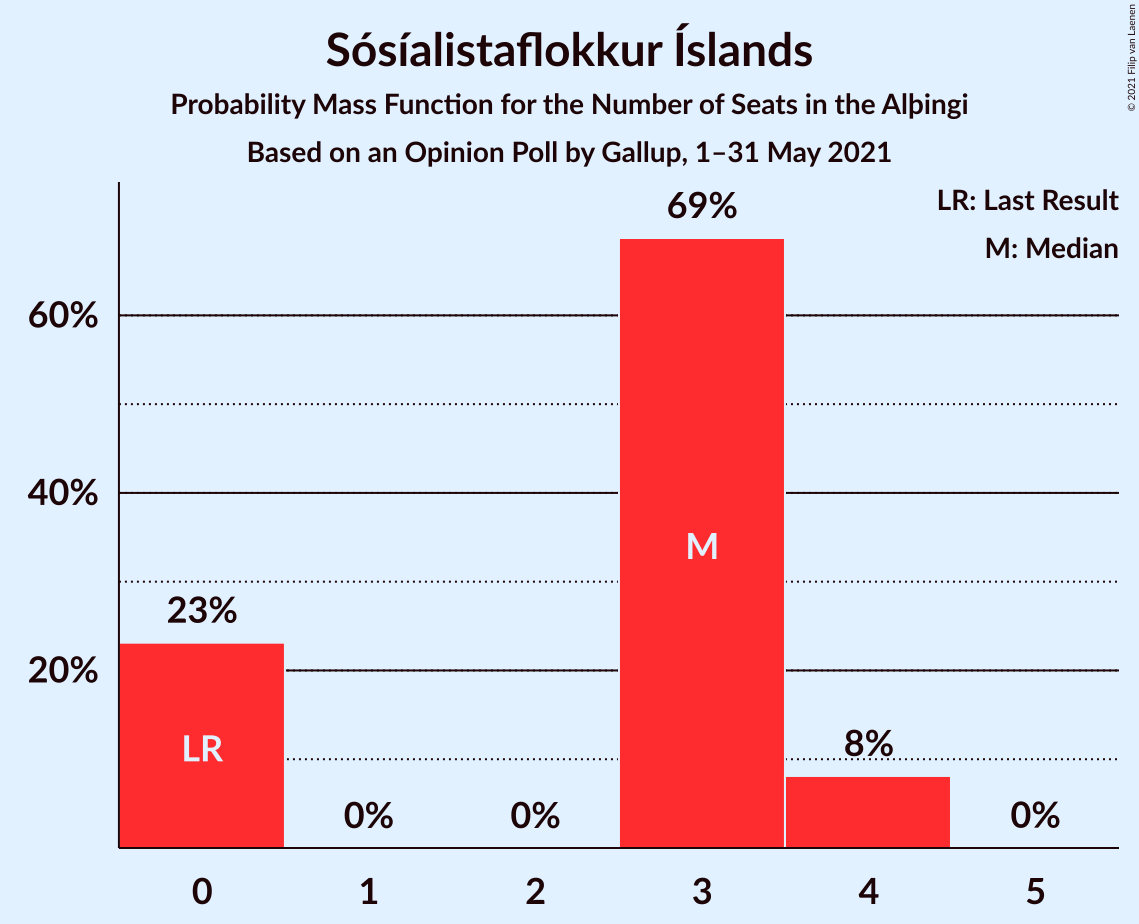 Sósíalistaflokkur Íslands
Probability Mass Function for the Number of Seats in the Alþingi
Based on an Opinion Poll by Gallup, 1–31 May 2021
© 2021 Filip van Laenen
LR: Last Result
M: Median
69%
60%
40%
M
23%
20%
LR
8%
0%
0%
0%
0 1 2 3 4 5